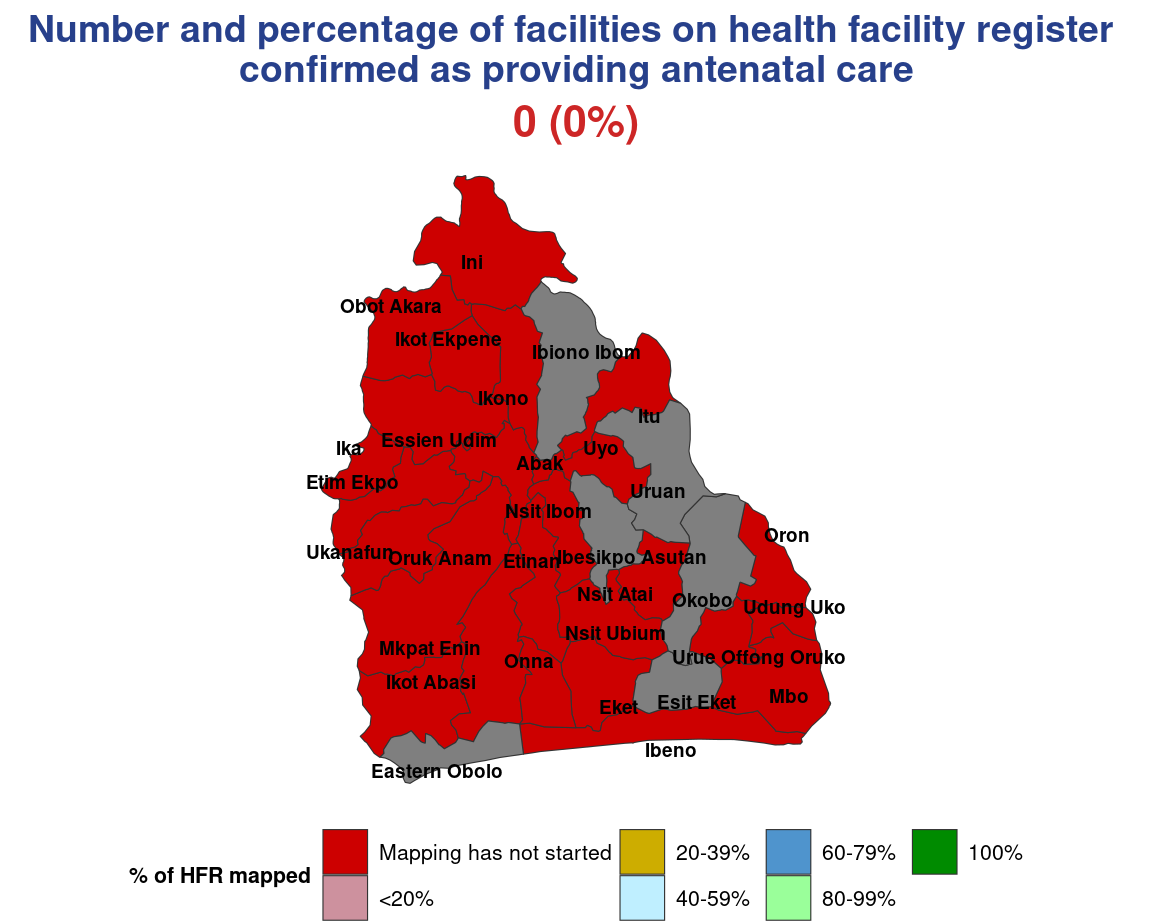 Number and percentage of facilities on health facility register
confirmed as providing antenatal care
0 (0%)
Ini
Obot Akara
Ikot Ekpene
Ibiono Ibom
Ikono
Itu
Essien Udim
Ika
Uyo
Abak
Etim Ekpo
Uruan
Nsit Ibom
Oron
Ukanafun
Oruk Anam
Etinan
Ibesikpo Asutan
Nsit Atai
Okobo
Udung Uko
Nsit Ubium
Mkpat Enin
Onna
Urue Offong Oruko
Ikot Abasi
Mbo
Esit Eket
Eket
Ibeno
Eastern Obolo
% of HFR mapped
Mapping has not started
<20%
20-39%
40-59%
60-79%
80-99%
100%